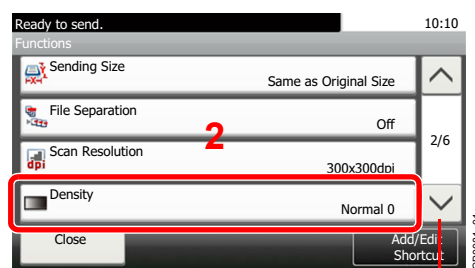 Ready to send.
10:10
Functions
Sending Size
Same as Original Size
File Separation
Off
2
2/6
Scan Resolution
dpi
300x300dpi
Density
Normal 0
Close
Add/Edit
Shortcut